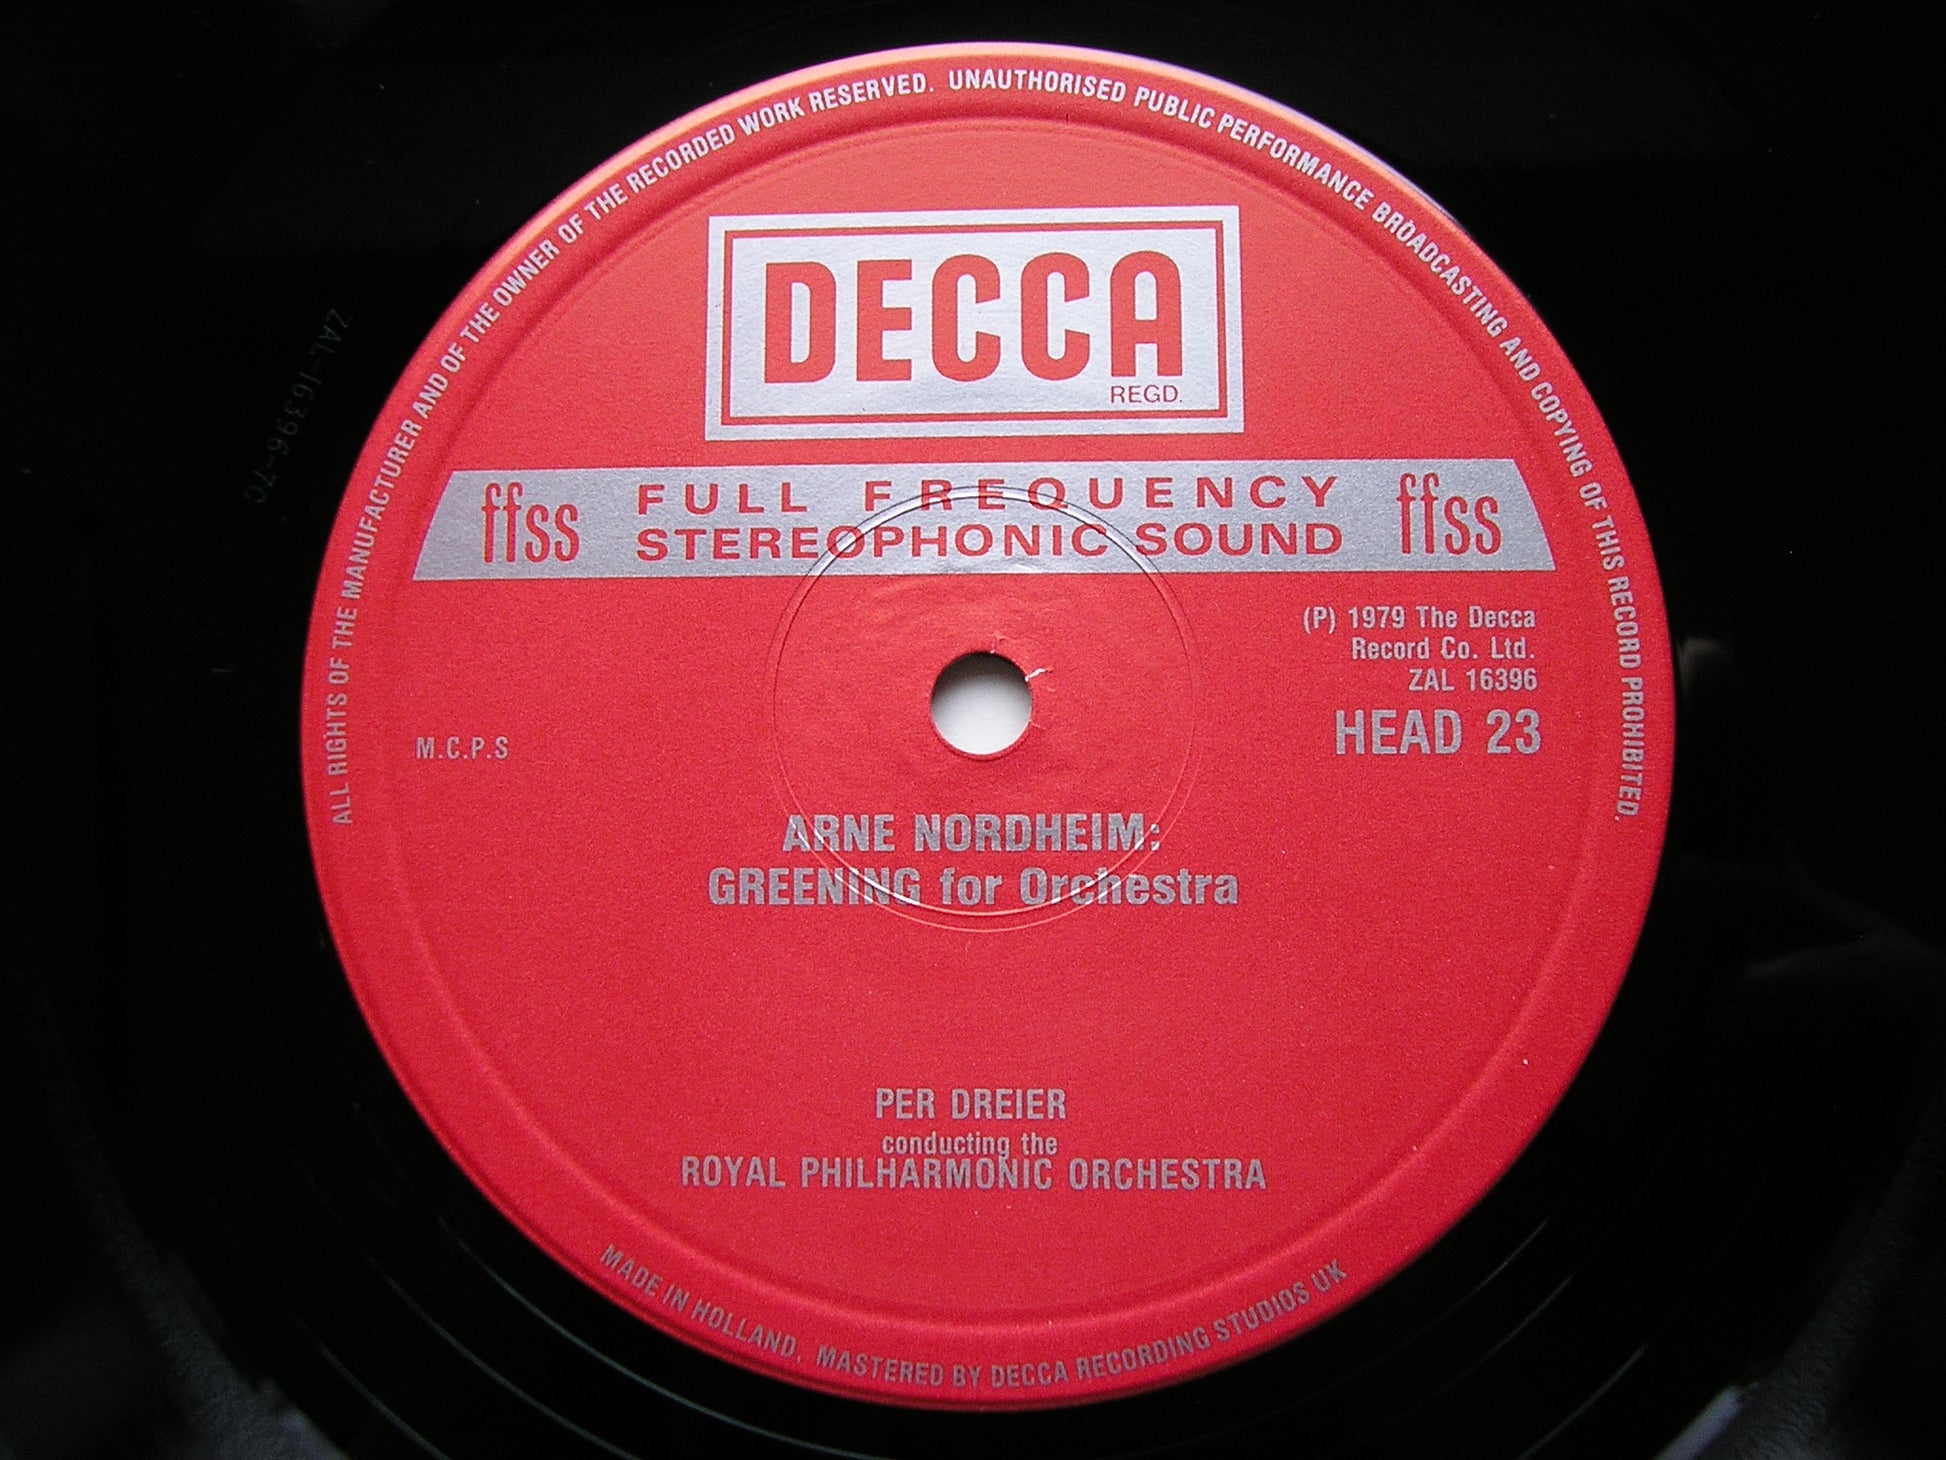 ALL RIGHTS OF THE MANUFACTURER AND OF THE OWNER OF THE RECORDED WORK RESERVED. UNAUTHORISED PUBLIC PERFORMANCE BROADCASTING AND COPYING OF THIS RECORD PROHIBITED.
DECCA
REGD.
ffss FULL FREQUENCY STEREOPHONIC SOUND ffss
(P) 1979 The Decca
Record Co. Ltd.
ZAL 16396
HEAD 23
M.C.P.S
ARNE NORDHEIM:
GREENING for Orchestra
PER DREIER
conducting the
ROYAL PHILHARMONIC ORCHESTRA
MADE IN HOLLAND, MASTERED BY DECCA RECORDING STUDIOS UK
ZAL-16396-7C